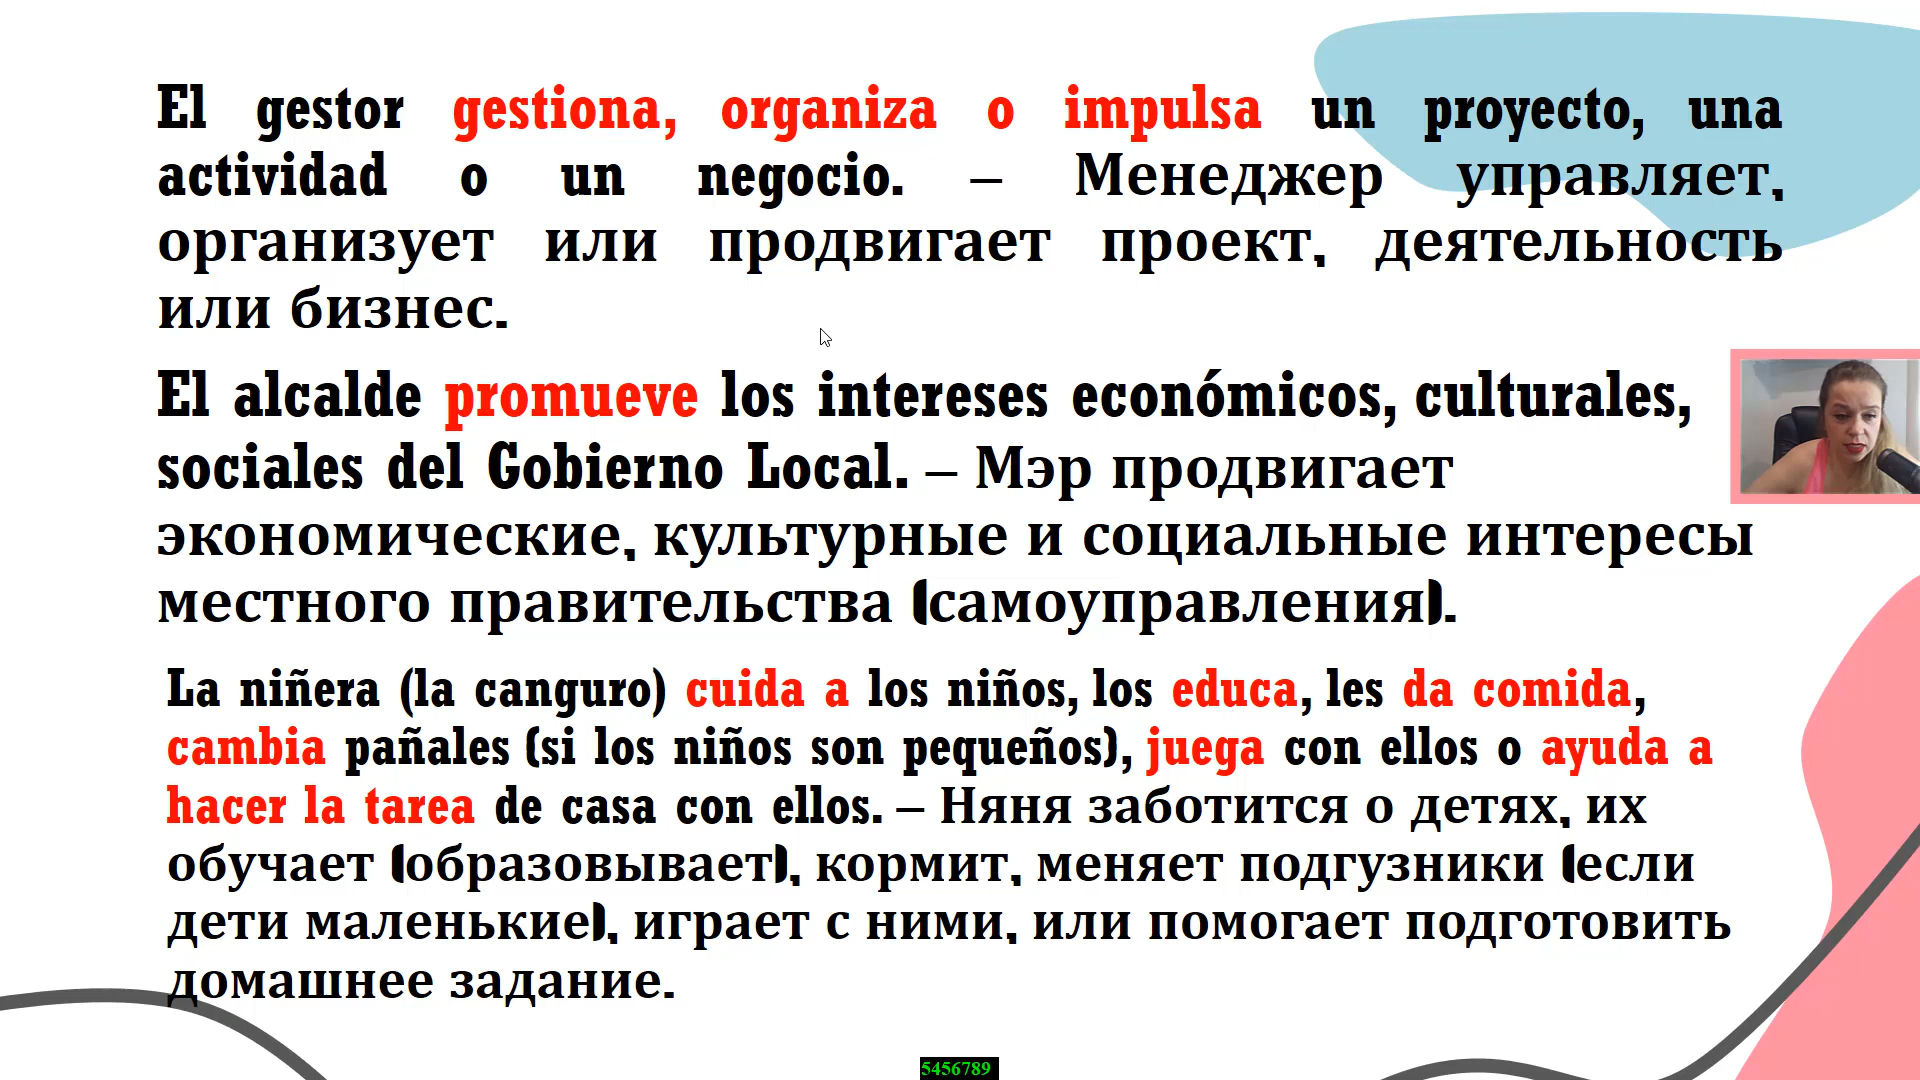 El gestor gestiona, organiza o impulsa un proyecto, una
actividad o un negocio. – Менеджер управляет,
организует или продвигает проект, деятельность
или бизнес.
El alcalde promueve los intereses económicos, culturales,
sociales del Gobierno Local. – Мэр продвигает
экономические, культурные и социальные интересы
местного правительства (самоуправления).
La niñera (la canguro) cuida a los niños, los educa, les da comida,
cambia pañales (si los niños son pequeños), juega con ellos o ayuda a
hacer la tarea de casa con ellos. – Няня заботится о детях, их
обучает (образовывает), кормит, меняет подгузники (если
дети маленькие), играет с ними, или помогает подготовить
домашнее задание.
5456789